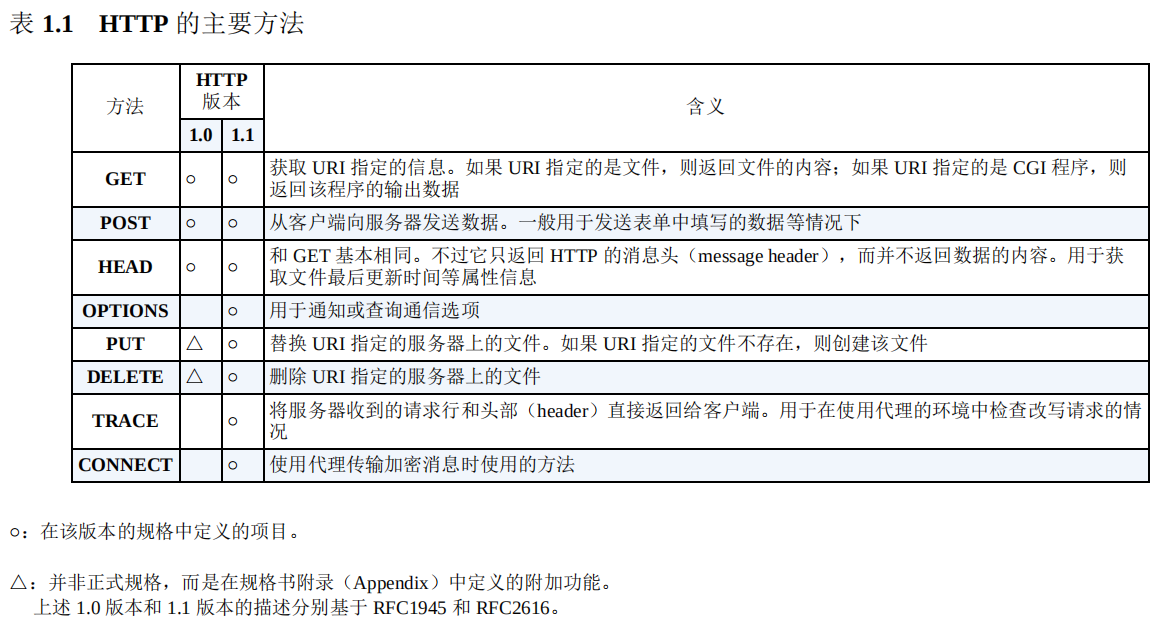 表 1.1 HTTP 的主要方法
方法
HTTP
版本
含义
1.0 1.1
GET ○ ○ 获取 URI 指定的信息。如果 URI 指定的是文件，则返回文件的内容；如果 URI 指定的是 CGI 程序，则
返回该程序的输出数据
POST ○ ○ 从客户端向服务器发送数据。一般用于发送表单中填写的数据等情况下
HEAD ○ ○ 和 GET 基本相同。不过它只返回 HTTP 的消息头（message header），而并不返回数据的内容。用于获
取文件最后更新时间等属性信息
OPTIONS ○ 用于通知或查询通信选项
PUT △ ○ 替换 URI 指定的服务器上的文件。如果 URI 指定的文件不存在，则创建该文件
DELETE △ ○ 删除 URI 指定的服务器上的文件
TRACE ○ 将服务器收到的请求行和头部（header）直接返回给客户端。用于在使用代理的环境中检查改写请求的情
况
CONNECT ○ 使用代理传输加密消息时使用的方法
○：在该版本的规格中定义的项目。
△：并非正式规格，而是在规格书附录（Appendix）中定义的附加功能。
上述 1.0 版本和 1.1 版本的描述分别基于 RFC1945 和 RFC2616。